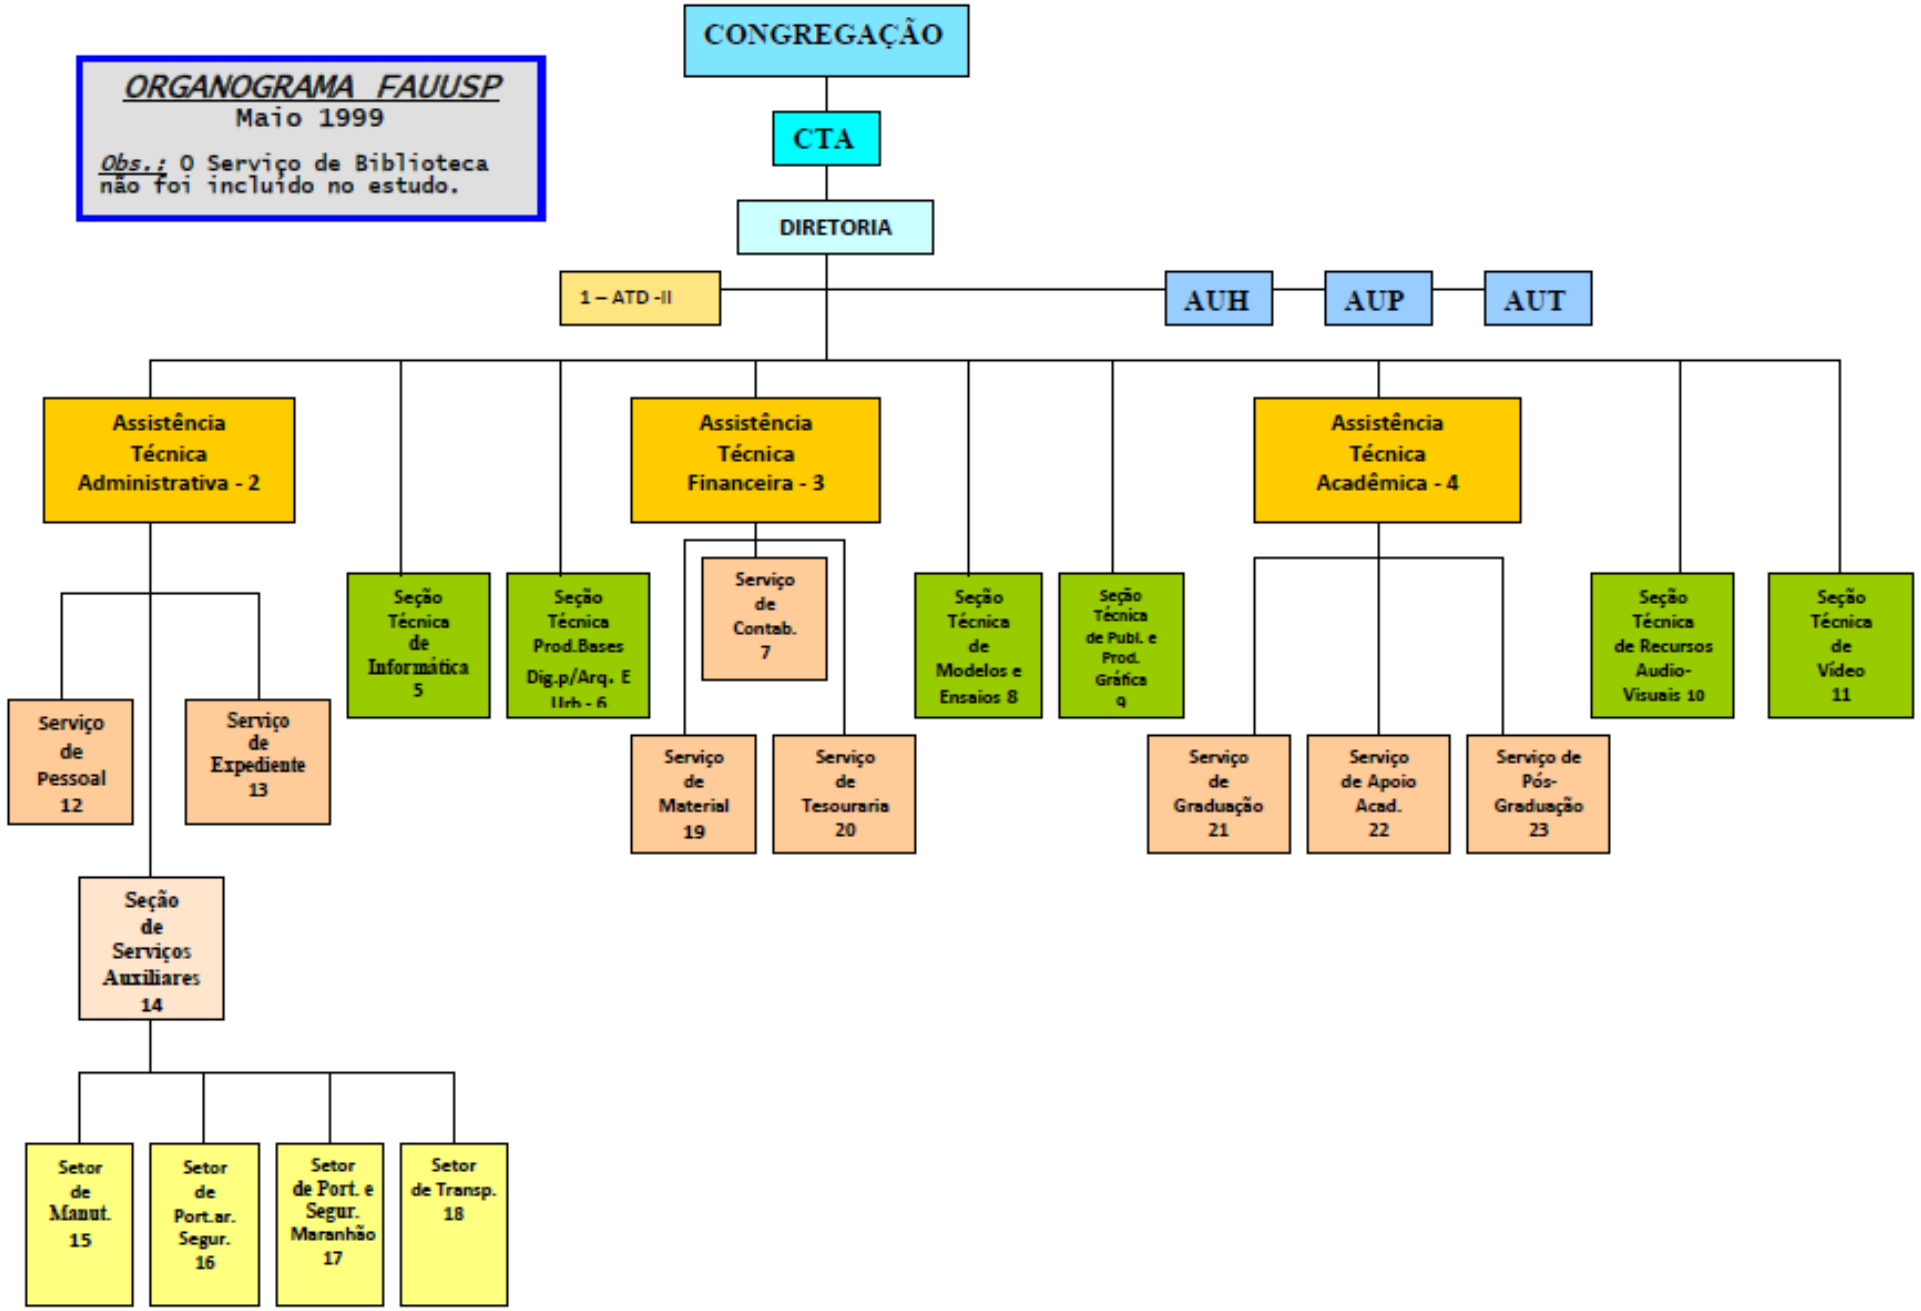 CONGREGAÇÃO
ORGANOGRAMA FAUUSP
Maio 1999
Obs.: O Serviço de Biblioteca
não foi incluído no estudo.
CTA
DIRETORIA
1 – ATD -II
AUH
AUP
AUT
Assistência
Técnica
Administrativa - 2
Assistência
Técnica
Financeira - 3
Assistência
Técnica
Acadêmica - 4
Seção
Técnica
de
Informática
5
Seção
Técnica
Prod.Bases
Dig.p/Arq. E
Urb - 6
Serviço
de
Contab.
7
Seção
Técnica
de
Modelos e
Ensaios 8
Seção
Técnica
de Publ. e
Prod.
Gráfica
9
Seção
Técnica
de Recursos
Audio-
Visuais 10
Seção
Técnica
de
Vídeo
11
Serviço
de
Pessoal
12
Serviço
de
Expediente
13
Serviço
de
Material
19
Serviço
de
Tesouraria
20
Serviço
de
Graduação
21
Serviço
de Apoio
Acad.
22
Serviço de
Pós-
Graduação
23
Seção
de
Serviços
Auxiliares
14
Setor
de
Manut.
15
Setor
de
Port.ar.
Segur.
16
Setor
de Port. e
Segur.
Maranhão
17
Setor
de Transp.
18